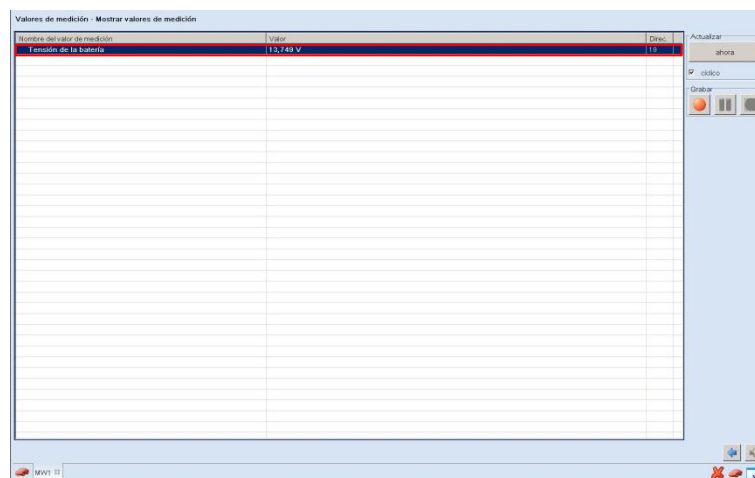 Valores de medición - Mostrar valores de medición
Nombre del valor de medición Valor Direc.
Tensión de la batería 13,749 V 19
Actualizar
ahora
cíclico
Grabar
MW1